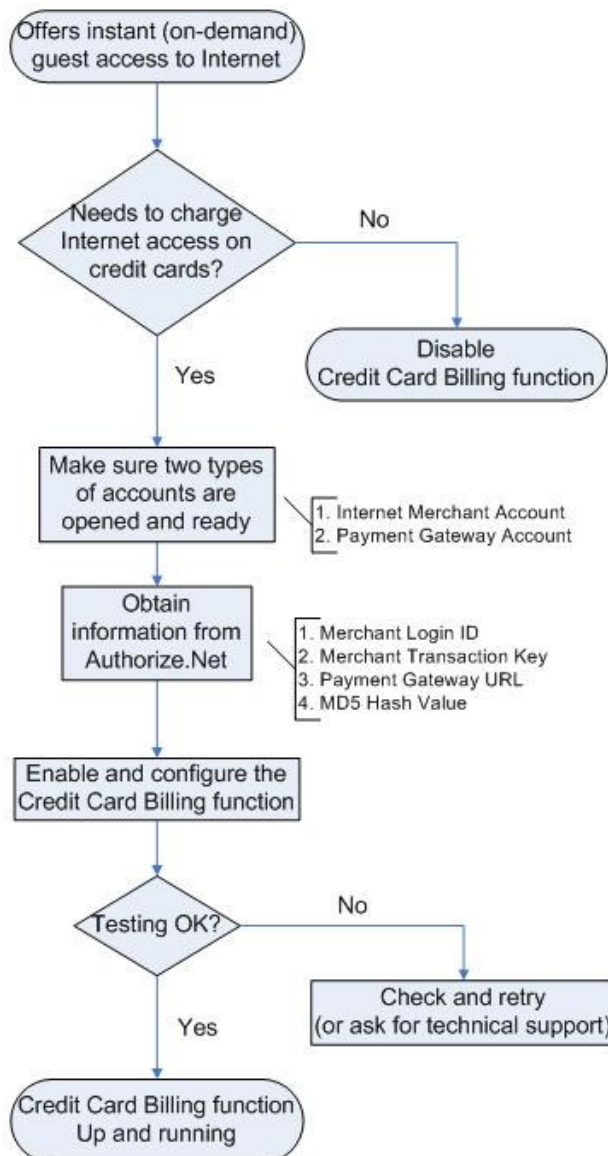 Offers instant (on-demand)
guest access to Internet
Needs to charge
Internet access on
credit cards?
No
Disable
Credit Card Billing function
Yes
Make sure two types
of accounts are
opened and ready
1. Internet Merchant Account
2. Payment Gateway Account
Obtain
information from
Authorize.Net
1. Merchant Login ID
2. Merchant Transaction Key
3. Payment Gateway URL
4. MD5 Hash Value
Enable and configure the
Credit Card Billing function
Testing OK?
No
Check and retry
(or ask for technical support)
Yes
Credit Card Billing function
Up and running